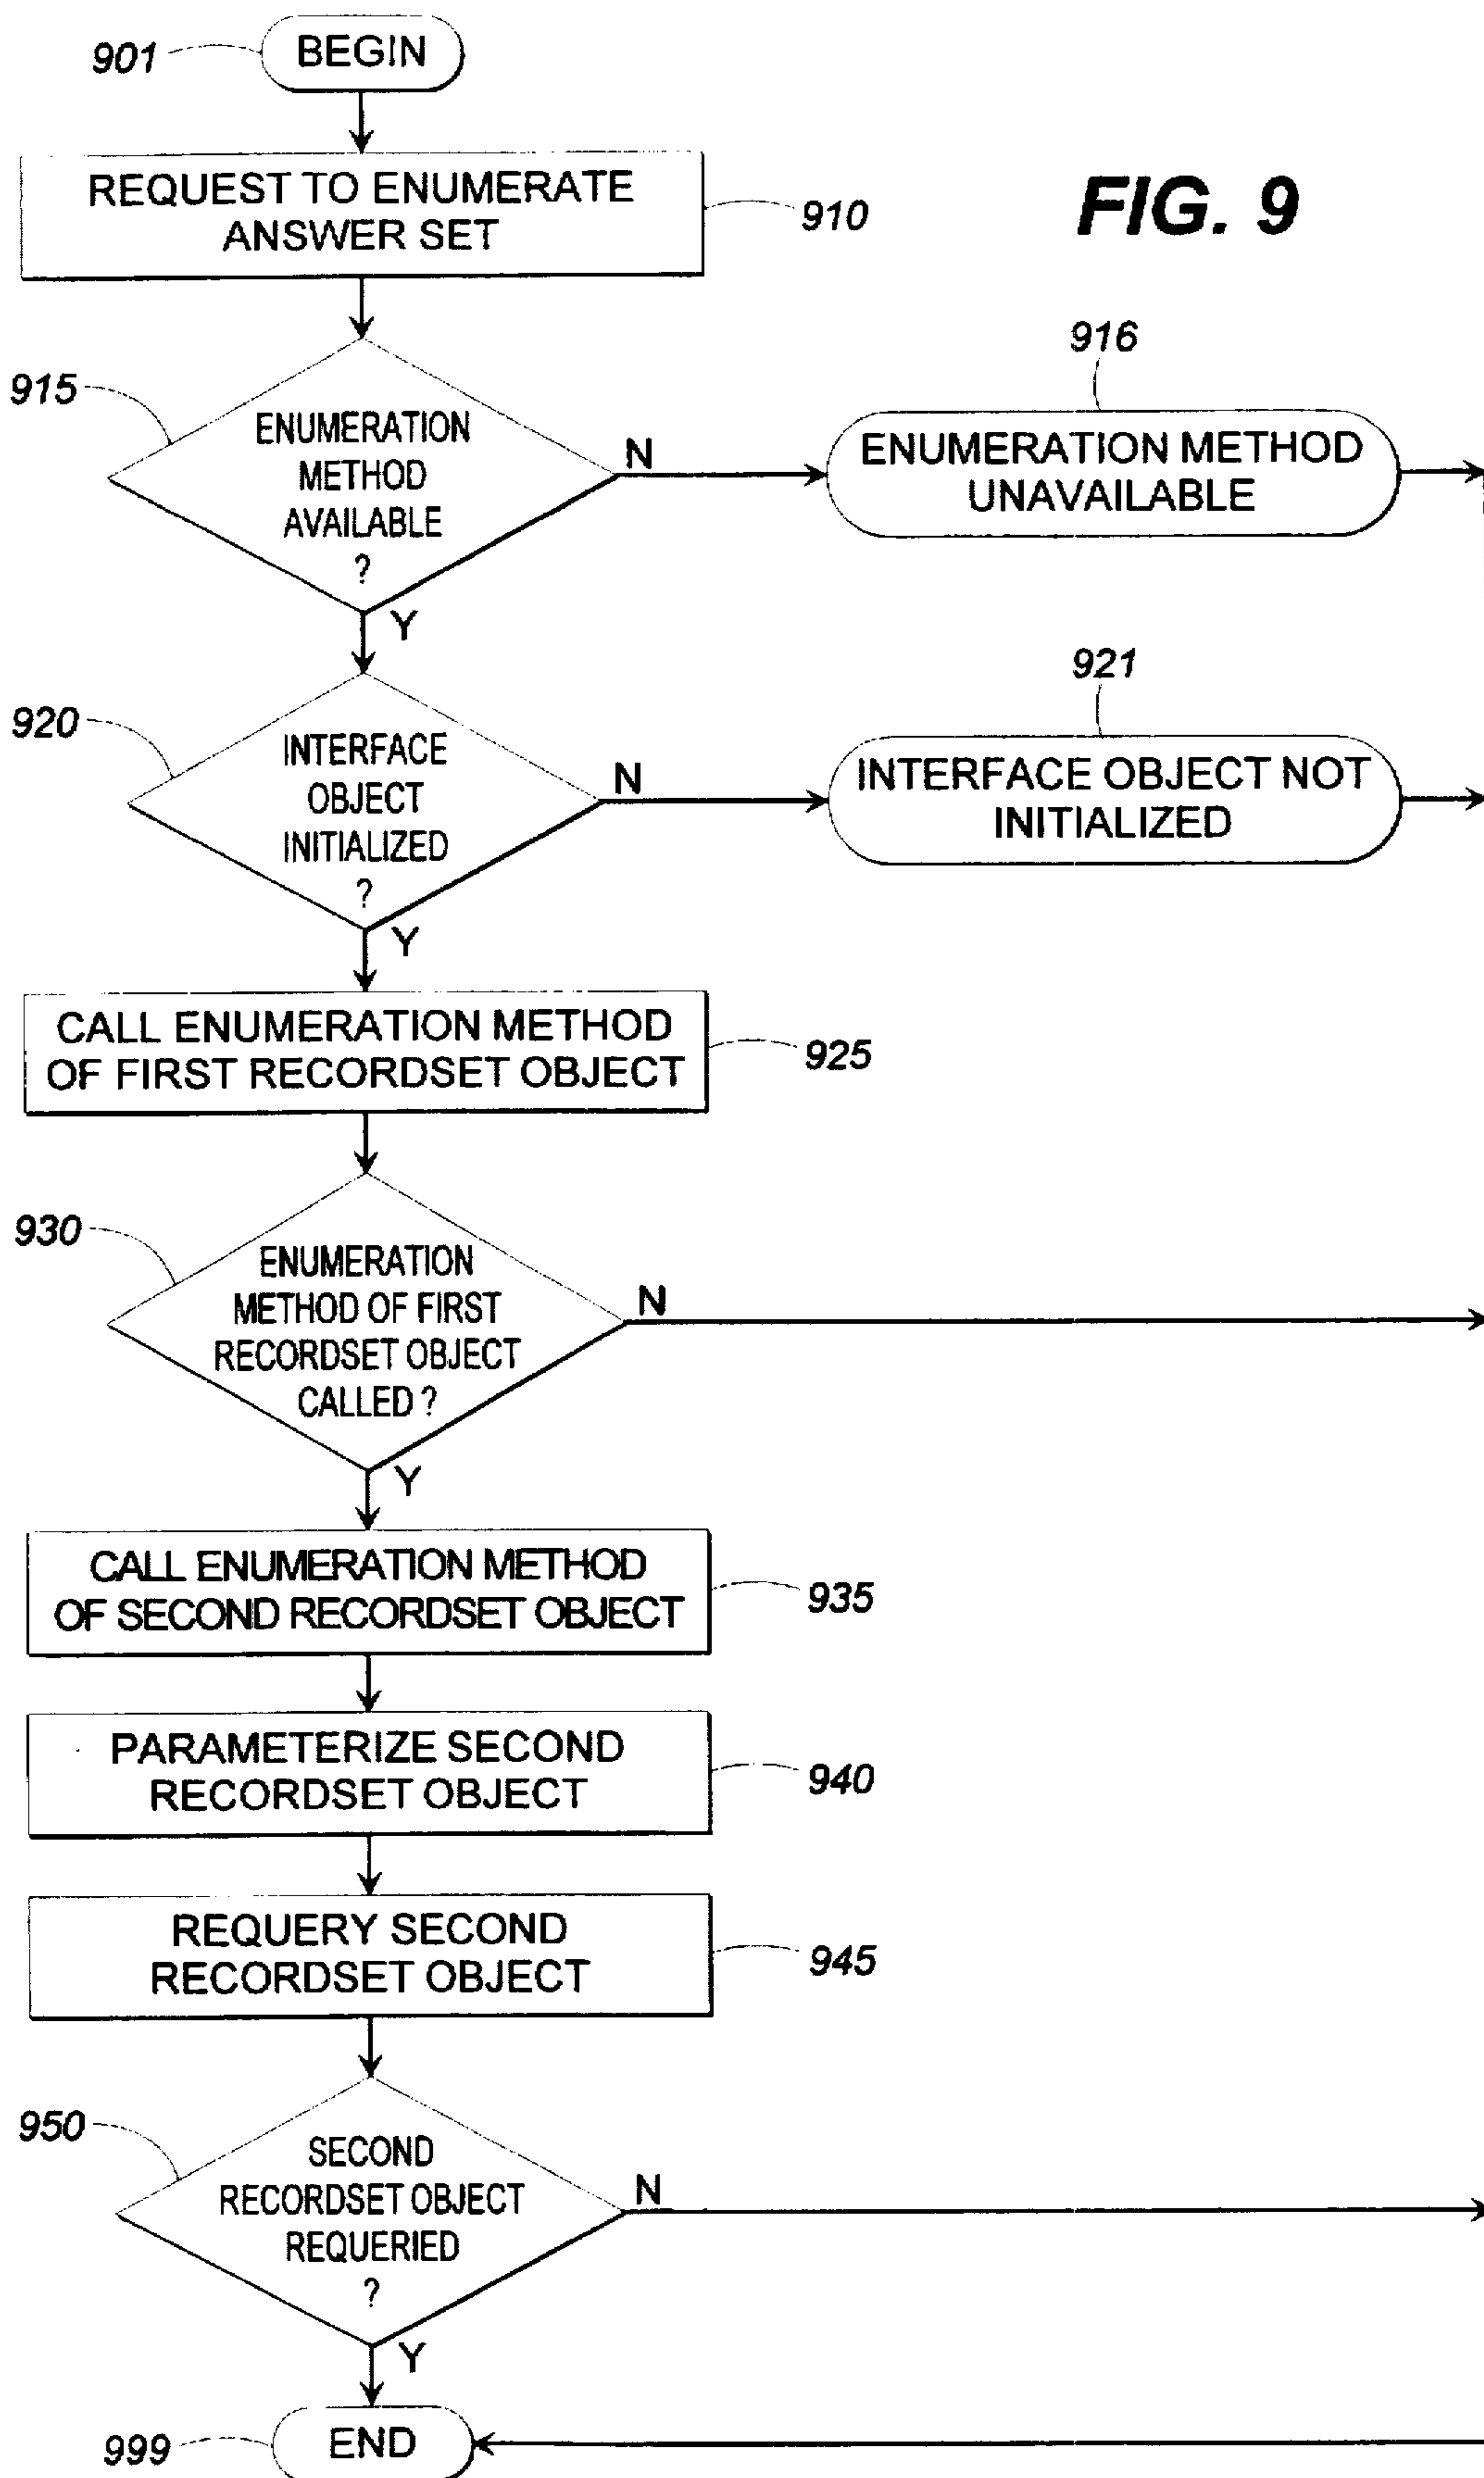 901
BEGIN
REQUEST TO ENUMERATE
ANSWER SET
910
FIG. 9
915
ENUMERATION
METHOD
AVAILABLE
?
N
Y
916
ENUMERATION METHOD
UNAVAILABLE
920
INTERFACE
OBJECT
INITIALIZED
?
N
Y
921
INTERFACE OBJECT NOT
INITIALIZED
CALL ENUMERATION METHOD
OF FIRST RECORDSET OBJECT
925
930
ENUMERATION
METHOD OF FIRST
RECORDSET OBJECT
CALLED ?
N
Y
CALL ENUMERATION METHOD
OF SECOND RECORDSET OBJECT
935
PARAMETERIZE SECOND
RECORDSET OBJECT
940
REQUERY SECOND
RECORDSET OBJECT
945
950
SECOND
RECORDSET OBJECT
REQUERIED
?
N
Y
999
END